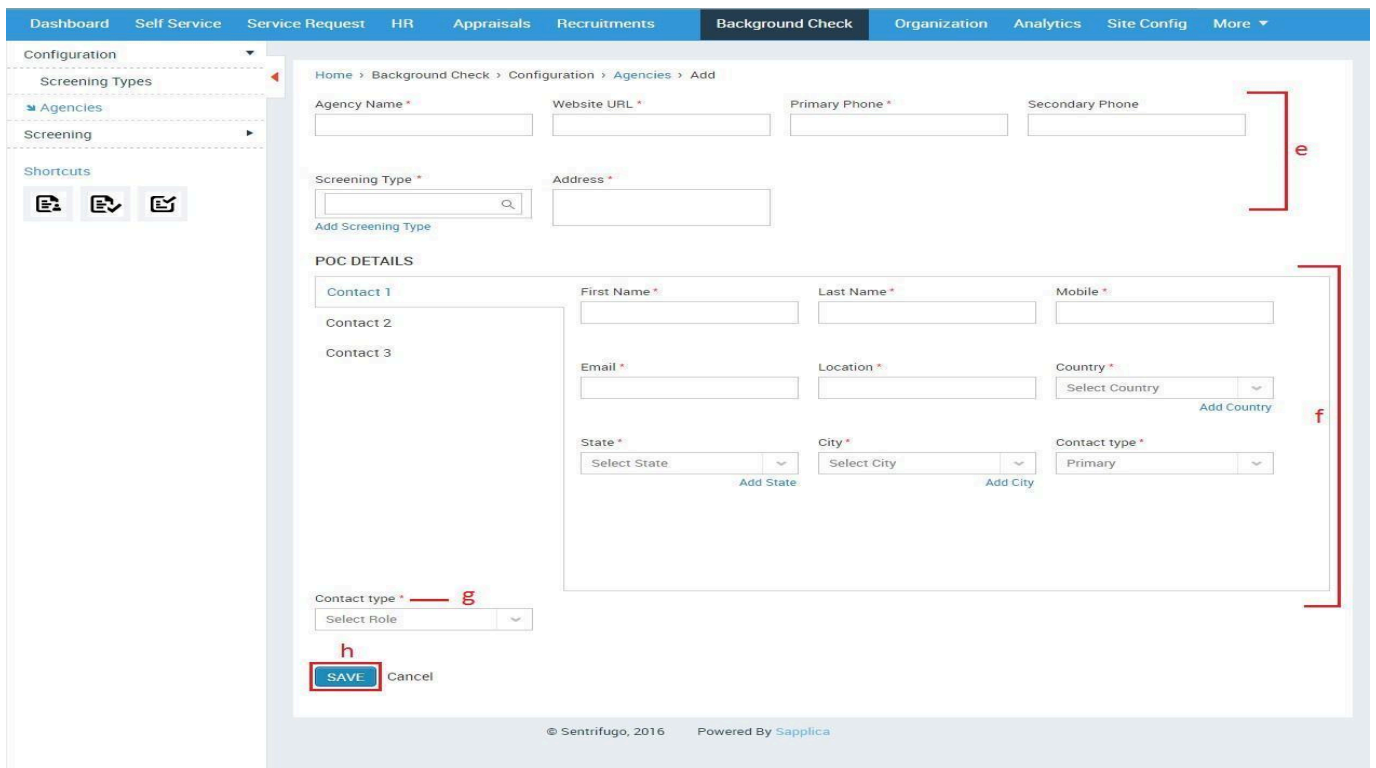 Dashboard Self Service Service Request HR Appraisals Recruitments Background Check Organization Analytics Site Config More
Configuration
Screening Types
Agencies
Screening
Shortcuts
Home › Background Check › Configuration › Agencies › Add
Agency Name * Website URL * Primary Phone * Secondary Phone
e
Screening Type * Address *
Add Screening Type
POC DETAILS
Contact 1 First Name * Last Name * Mobile *
Contact 2
Contact 3
Email * Location * Country *
Select Country
Add Country
f
State * City * Contact type *
Select State Select City Primary
Add State Add City
Contact type * g
Select Role
h
SAVE Cancel
© Sentrifugo, 2016 Powered By Sapplica